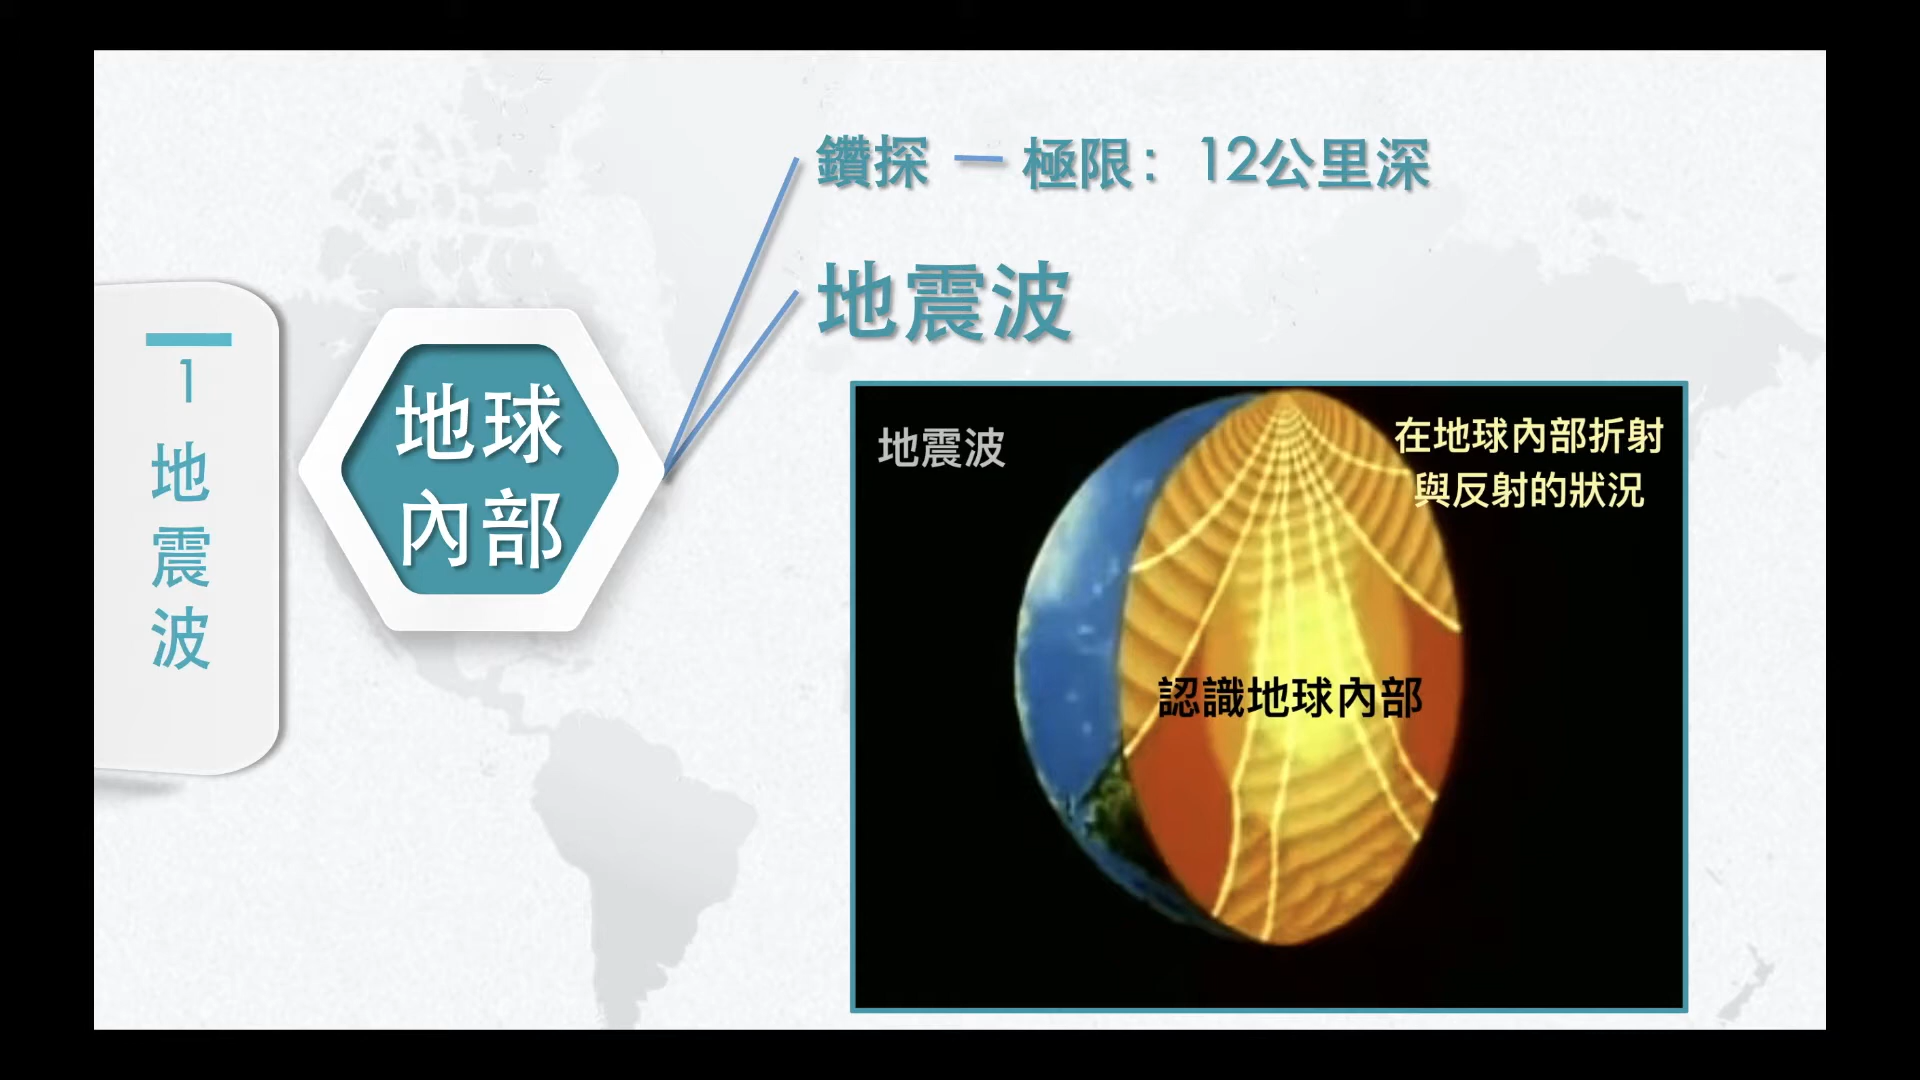 1 地震波
地球
內部
鑽探 — 極限：12公里深
地震波
地震波
在地球內部折射
與反射的狀況
認識地球內部